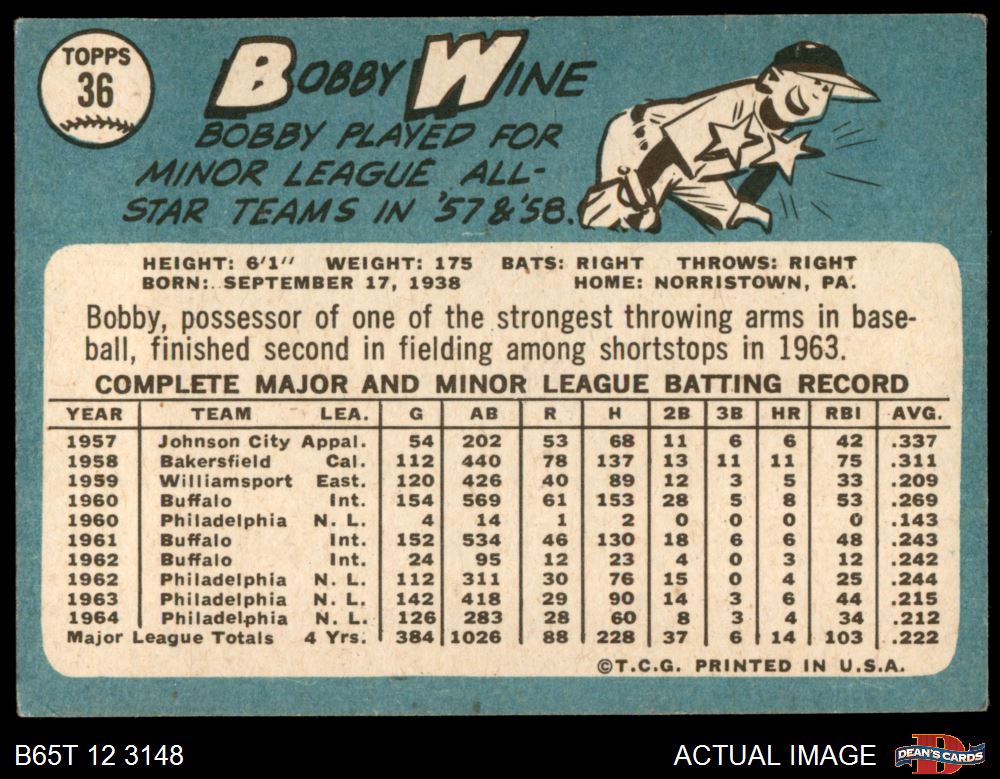 TOPPS
36
BOBBY WINE
BOBBY PLAYED FOR
MINOR LEAGUE ALL-
STAR TEAMS IN '57 & '58.
HEIGHT: 6'1" WEIGHT: 175 BATS: RIGHT THROWS: RIGHT
BORN: SEPTEMBER 17, 1938 HOME: NORRISTOWN, PA.
Bobby, possessor of one of the strongest throwing arms in base-
ball, finished second in fielding among shortstops in 1963.
COMPLETE MAJOR AND MINOR LEAGUE BATTING RECORD
YEAR TEAM LEA. G AB R H 2B 3B HR RBI AVG.
1957 Johnson City Appal. 54 202 53 68 11 6 6 42 .337
1958 Bakersfield Cal. 112 440 78 137 13 11 11 75 .311
1959 Williamsport East. 120 426 40 89 12 3 5 33 .209
1960 Buffalo Int. 154 569 61 153 28 5 8 53 .269
1960 Philadelphia N. L. 4 14 1 2 0 0 0 0 .143
1961 Buffalo Int. 152 534 46 130 18 6 6 48 .243
1962 Buffalo Int. 24 95 12 23 4 0 3 12 .242
1962 Philadelphia N. L. 112 311 30 76 15 0 4 25 .244
1963 Philadelphia N. L. 142 418 29 90 14 3 6 44 .215
1964 Philadelphia N. L. 126 283 28 60 8 3 4 34 .212
Major League Totals 4 Yrs. 384 1026 88 228 37 6 14 103 .222
©T.C.G. PRINTED IN U.S.A.
B65T 12 3148 ACTUAL IMAGE
D
DEAN'S CARDS